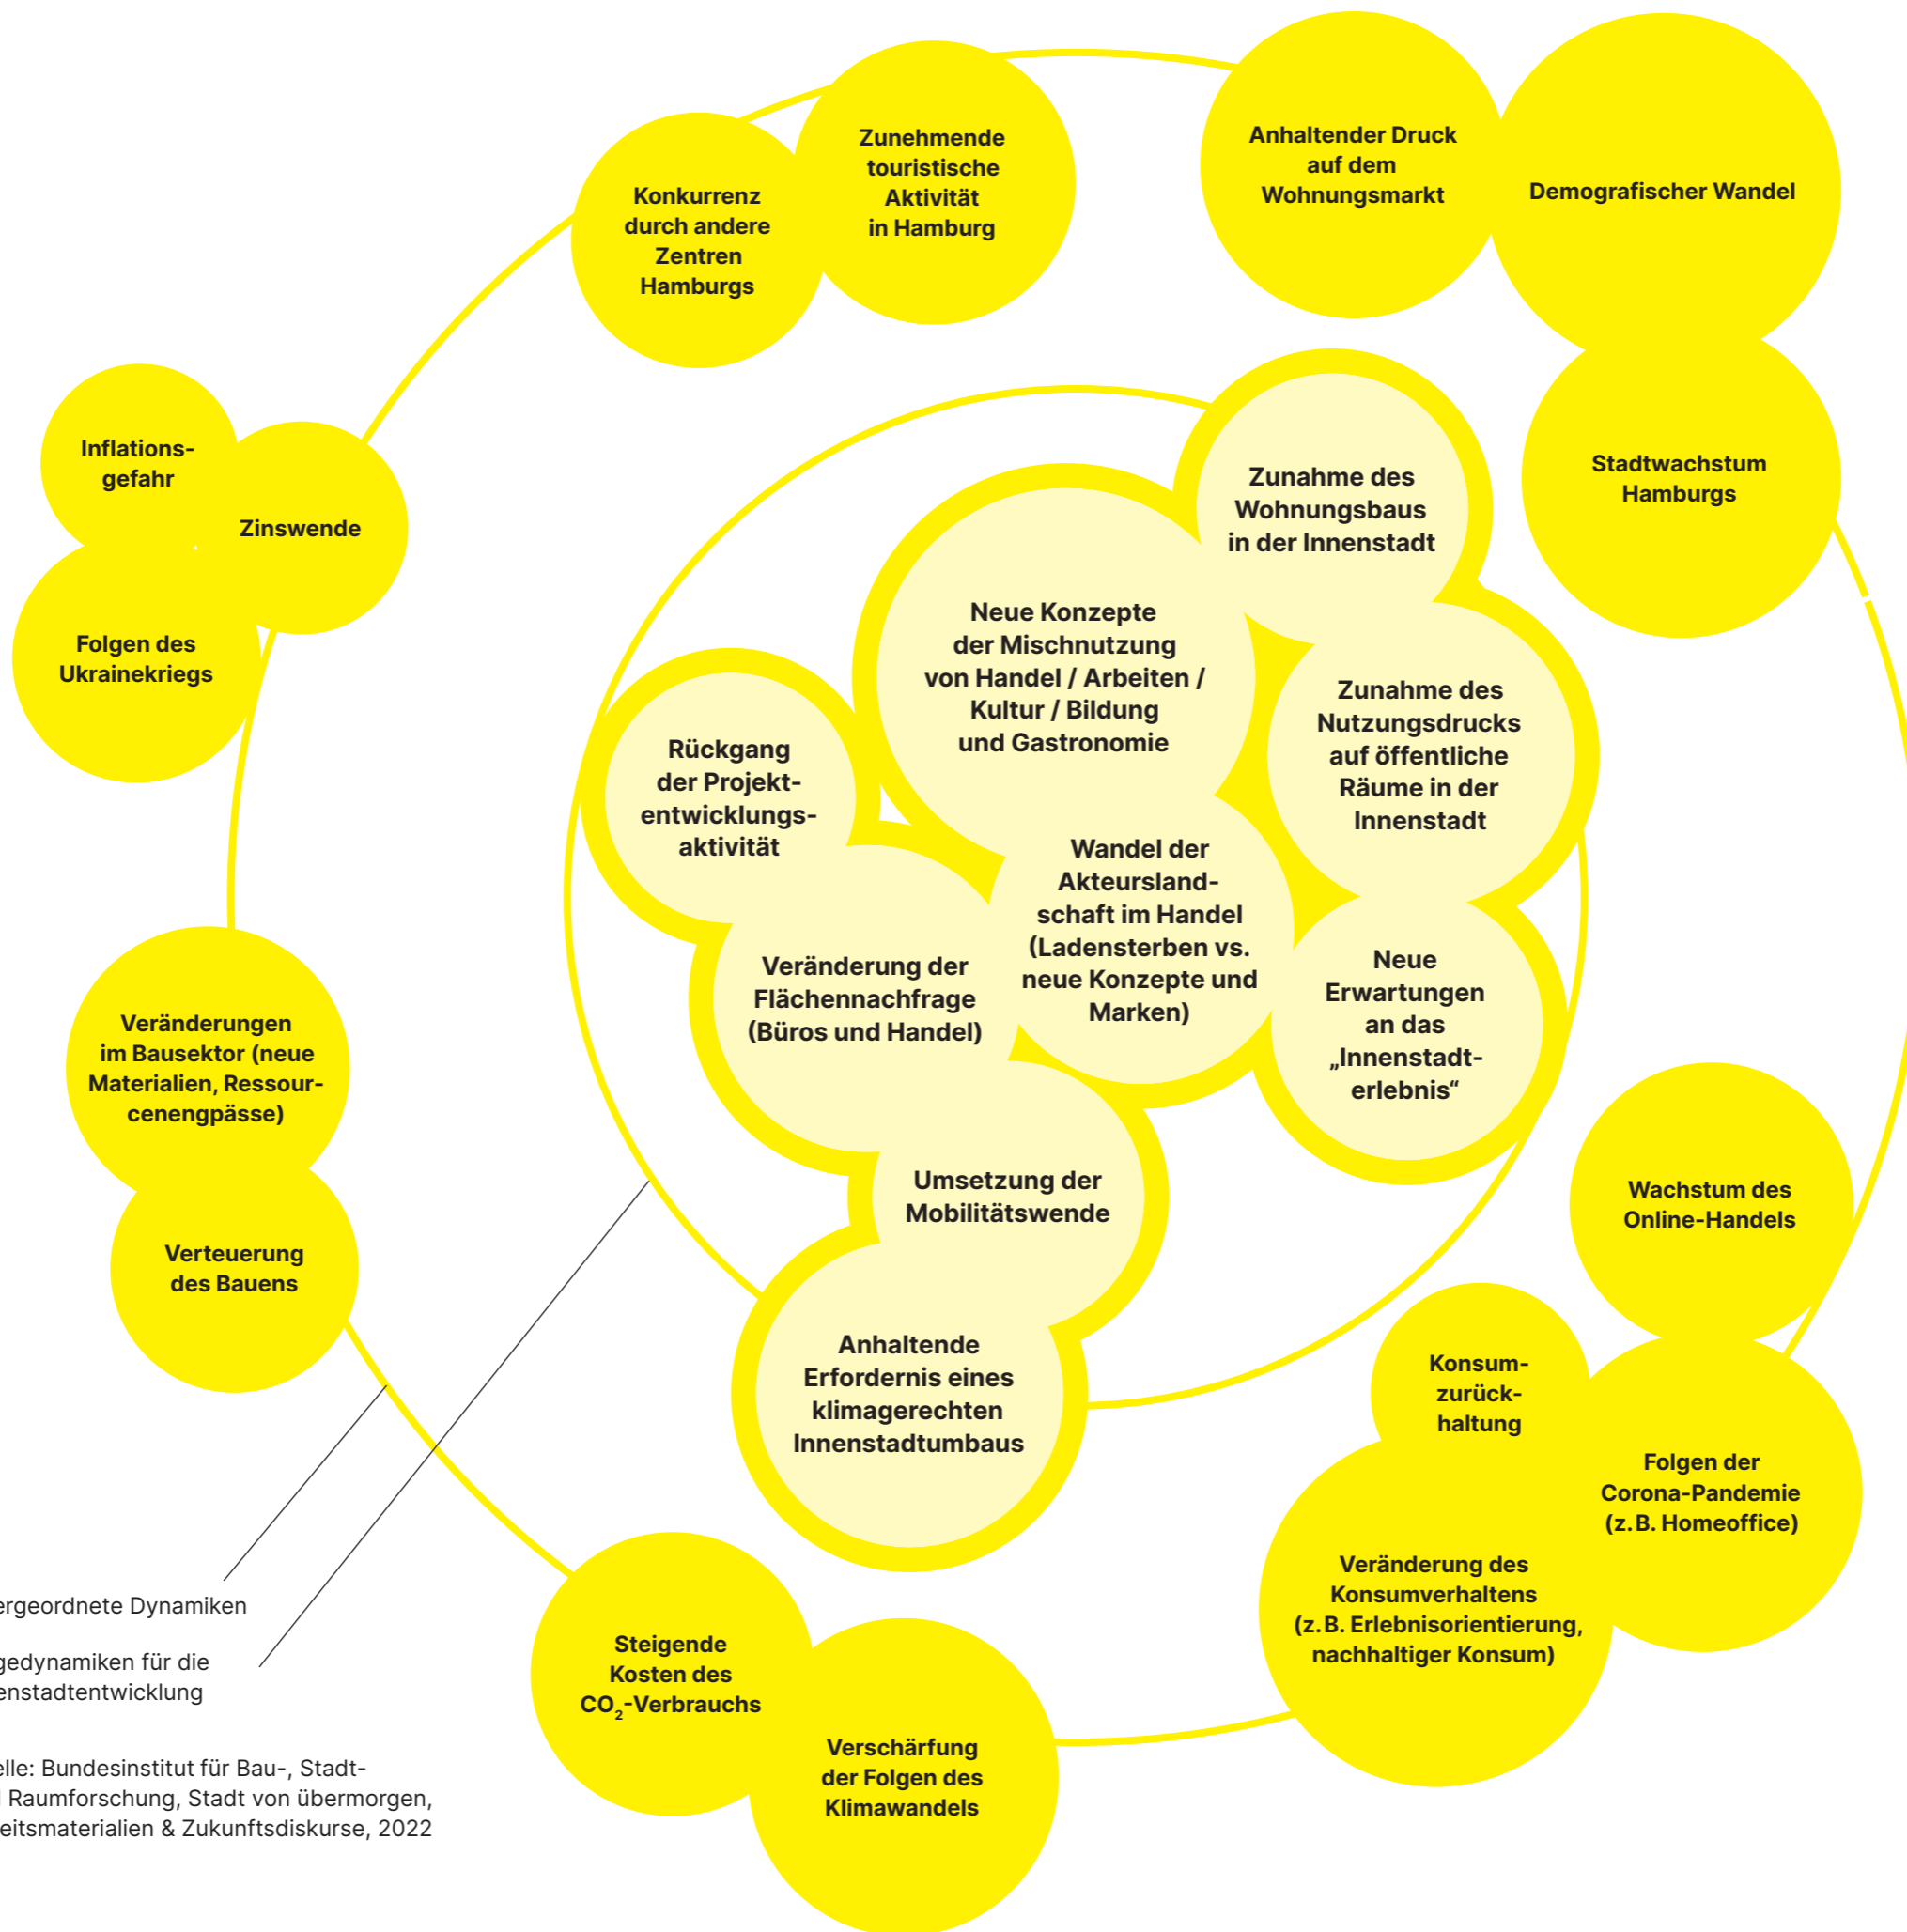 Zunehmende
touristische
Aktivität
in Hamburg
Konkurrenz
durch andere
Zentren
Hamburgs
Anhaltender Druck
auf dem
Wohnungsmarkt
Demografischer Wandel
Stadtwachstum
Hamburgs
Inflations-
gefahr
Zinswende
Folgen des
Ukrainekriegs
Zunahme des
Wohnungsbaus
in der Innenstadt
Neue Konzepte
der Mischnutzung
von Handel / Arbeiten /
Kultur / Bildung
und Gastronomie
Zunahme des
Nutzungsdrucks
auf öffentliche
Räume in der
Innenstadt
Rückgang
der Projekt-
entwicklungs-
aktivität
Wandel der
Akteursland-
schaft im Handel
(Ladensterben vs.
neue Konzepte und
Marken)
Veränderung der
Flächennachfrage
(Büros und Handel)
Neue
Erwartungen
an das
„Innenstadt-
erlebnis“
Umsetzung der
Mobilitätswende
Anhaltende
Erfordernis eines
klimagerechten
Innenstadtumbaus
Veränderungen
im Bausektor (neue
Materialien, Ressour-
cenengpässe)
Verteuerung
des Bauens
Wachstum des
Online-Handels
Konsum-
zurück-
haltung
Folgen der
Corona-Pandemie
(z.B. Homeoffice)
Veränderung des
Konsumverhaltens
(z.B. Erlebnisorientierung,
nachhaltiger Konsum)
Steigende
Kosten des
CO₂-Verbrauchs
Verschärfung
der Folgen des
Klimawandels
ergeordnete Dynamiken
gedynamiken für die
enstadtentwicklung
elle: Bundesinstitut für Bau-, Stadt-
Raumforschung, Stadt von übermorgen,
eitsmaterialien & Zukunftsdiskurse, 2022